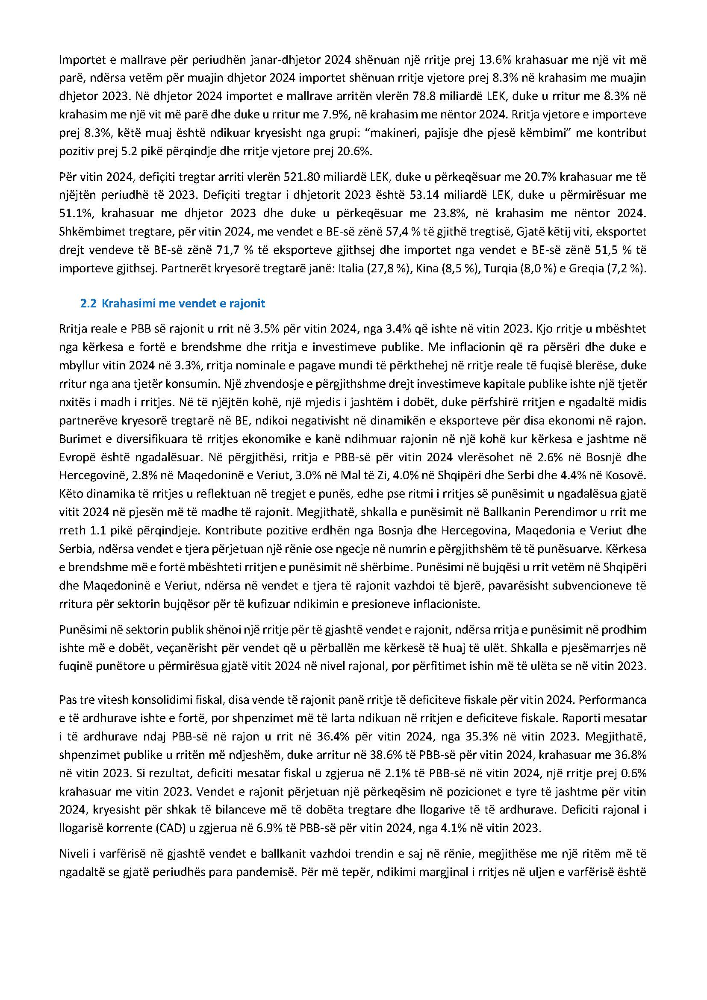 Importet e mallrave për periudhën janar-dhjetor 2024 shënuan një rritje prej 13.6% krahasuar me një vit më
parë, ndërsa vetëm për muajin dhjetor 2024 importet shënuan rritje vjetore prej 8.3% në krahasim me muajin
dhjetor 2023. Në dhjetor 2024 importet e mallrave arritën vlerën 78.8 miliardë LEK, duke u rritur me 8.3% në
krahasim me një vit më parë dhe duke u rritur me 7.9%, në krahasim me nëntor 2024. Rritja vjetore e importeve
prej 8.3%, këtë muaj është ndikuar kryesisht nga grupi: “makineri, pajisje dhe pjesë këmbimi” me kontribut
pozitiv prej 5.2 pikë përqindje dhe rritje vjetore prej 20.6%.
Për vitin 2024, defiçiti tregtar arriti vlerën 521.80 miliardë LEK, duke u përkeqësuar me 20.7% krahasuar me të
njëjtën periudhë të 2023. Defiçiti tregtar i dhjetorit 2023 është 53.14 miliardë LEK, duke u përmirësuar me
51.1%, krahasuar me dhjetor 2023 dhe duke u përkeqësuar me 23.8%, në krahasim me nëntor 2024.
Shkëmbimet tregtare, për vitin 2024, me vendet e BE-së zënë 57,4 % të gjithë tregtisë, Gjatë këtij viti, eksportet
drejt vendeve të BE-së zënë 71,7 % të eksporteve gjithsej dhe importet nga vendet e BE-së zënë 51,5 % të
importeve gjithsej. Partnerët kryesorë tregtarë janë: Italia (27,8 %), Kina (8,5 %), Turqia (8,0 %) e Greqia (7,2 %).
2.2 Krahasimi me vendet e rajonit
Rritja reale e PBB së rajonit u rrit në 3.5% për vitin 2024, nga 3.4% që ishte në vitin 2023. Kjo rritje u mbështet
nga kërkesa e fortë e brendshme dhe rritja e investimeve publike. Me inflacionin që ra përsëri dhe duke e
mbyllur vitin 2024 në 3.3%, rritja nominale e pagave mundi të përkthehej në rritje reale të fuqisë blerëse, duke
rritur nga ana tjetër konsumin. Një zhvendosje e përgjithshme drejt investimeve kapitale publike ishte një tjetër
nxitës i madh i rritjes. Në të njëjtën kohë, një mjedis i jashtëm i dobët, duke përfshirë rritjen e ngadaltë midis
partnerëve kryesorë tregtarë në BE, ndikoi negativisht në dinamikën e eksporteve për disa ekonomi në rajon.
Burimet e diversifikuara të rritjes ekonomike e kanë ndihmuar rajonin në një kohë kur kërkesa e jashtme në
Evropë është ngadalësuar. Në përgjithësi, rritja e PBB-së për vitin 2024 vlerësohet në 2.6% në Bosnjë dhe
Hercegovinë, 2.8% në Maqedoninë e Veriut, 3.0% në Mal të Zi, 4.0% në Shqipëri dhe Serbi dhe 4.4% në Kosovë.
Këto dinamika të rritjes u reflektuan në tregjet e punës, edhe pse ritmi i rritjes së punësimit u ngadalësua gjatë
vitit 2024 në pjesën më të madhe të rajonit. Megjithatë, shkalla e punësimit në Ballkanin Perendimor u rrit me
rreth 1.1 pikë përqindjeje. Kontribute pozitive erdhën nga Bosnja dhe Hercegovina, Maqedonia e Veriut dhe
Serbia, ndërsa vendet e tjera përjetuan një rënie ose ngecje në numrin e përgjithshëm të të punësuarve. Kërkesa
e brendshme më e fortë mbështeti rritjen e punësimit në shërbime. Punësimi në bujqësi u rrit vetëm në Shqipëri
dhe Maqedoninë e Veriut, ndërsa në vendet e tjera të rajonit vazhdoi të bjerë, pavarësisht subvencioneve të
rritura për sektorin bujqësor për të kufizuar ndikimin e presioneve inflacioniste.
Punësimi në sektorin publik shënoi një rritje për të gjashtë vendet e rajonit, ndërsa rritja e punësimit në prodhim
ishte më e dobët, veçanërisht për vendet që u përballën me kërkesë të huaj të ulët. Shkalla e pjesëmarrjes në
fuqinë punëtore u përmirësua gjatë vitit 2024 në nivel rajonal, por përfitimet ishin më të ulëta se në vitin 2023.
Pas tre vitesh konsolidimi fiskal, disa vende të rajonit panë rritje të deficiteve fiskale për vitin 2024. Performanca
e të ardhurave ishte e fortë, por shpenzimet më të larta ndikuan në rritjen e deficiteve fiskale. Raporti mesatar
i të ardhurave ndaj PBB-së në rajon u rrit në 36.4% për vitin 2024, nga 35.3% në vitin 2023. Megjithatë,
shpenzimet publike u rritën më ndjeshëm, duke arritur në 38.6% të PBB-së për vitin 2024, krahasuar me 36.8%
në vitin 2023. Si rezultat, deficiti mesatar fiskal u zgjerua në 2.1% të PBB-së në vitin 2024, një rritje prej 0.6%
krahasuar me vitin 2023. Vendet e rajonit përjetuan një përkeqësim në pozicionet e tyre të jashtme për vitin
2024, kryesisht për shkak të bilanceve më të dobëta tregtare dhe llogarive të të ardhurave. Deficiti rajonal i
llogarisë korrente (CAD) u zgjerua në 6.9% të PBB-së për vitin 2024, nga 4.1% në vitin 2023.
Niveli i varfërisë në gjashtë vendet e ballkanit vazhdoi trendin e saj në rënie, megjithëse me një ritëm më të
ngadaltë se gjatë periudhës para pandemisë. Për më tepër, ndikimi margjinal i rritjes në uljen e varfërisë është